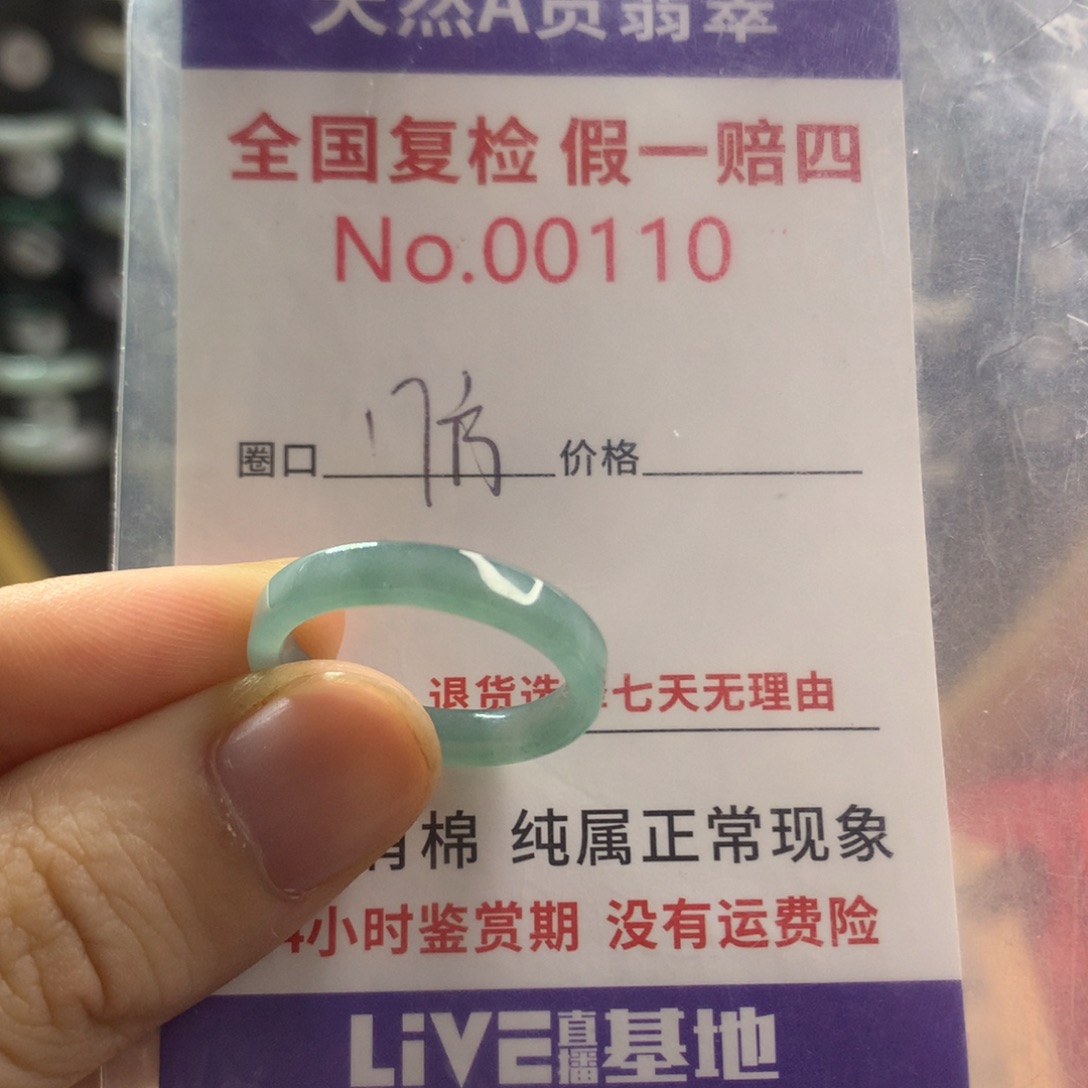 天然A货翡翠
全国复检 假一赔四
No.00110
圈口 17 价格
退货选 七天无理由
棉 纯属正常现象
小时鉴赏期 没有运费险
LiVE直播基地